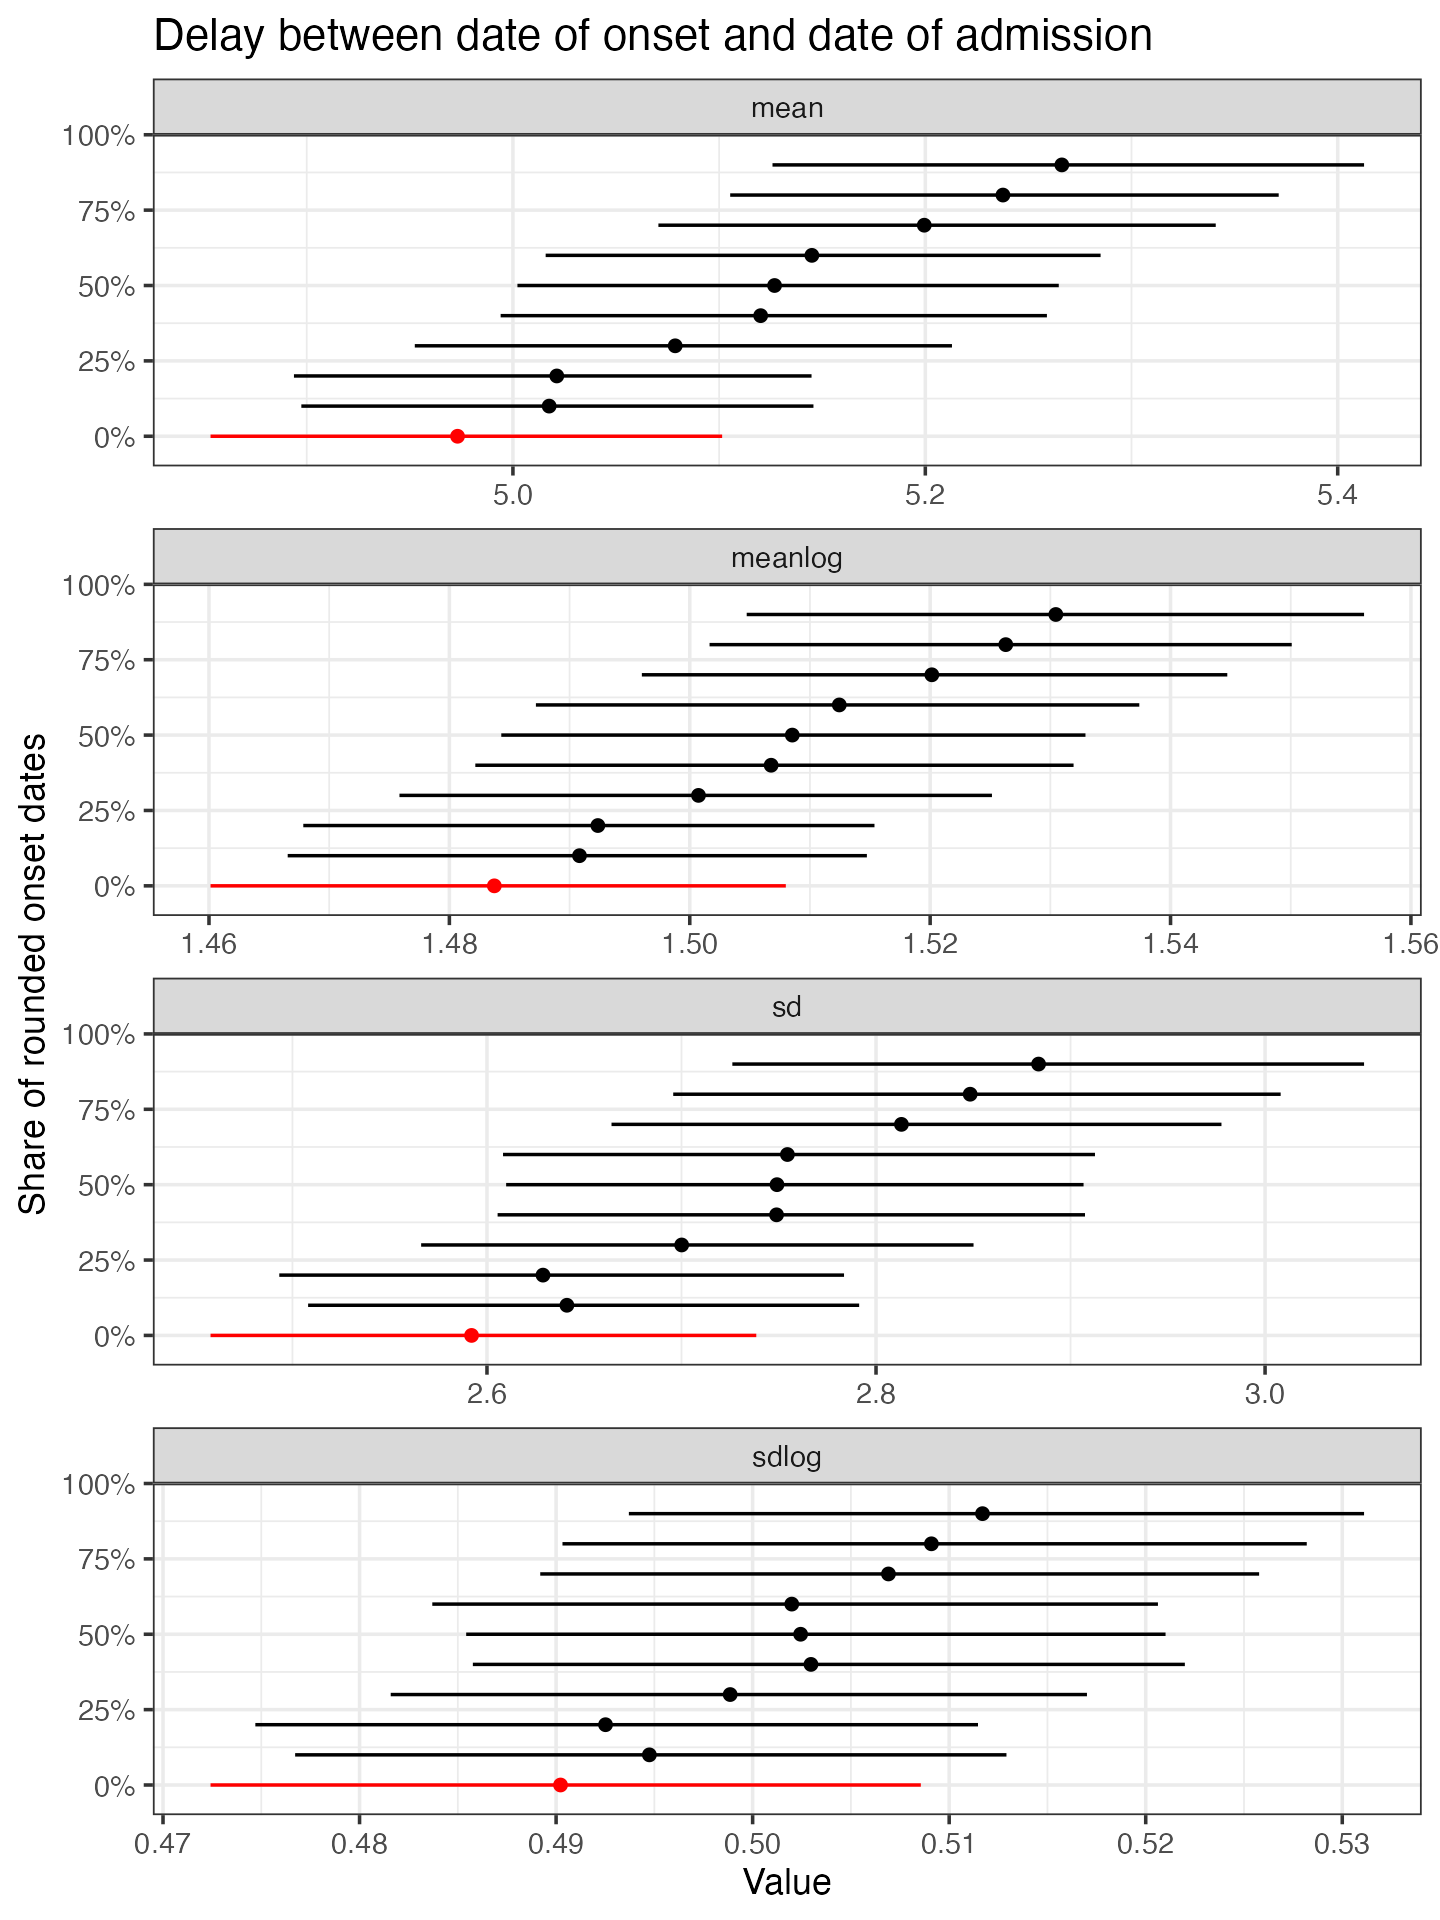 Delay between date of onset and date of admission
mean
100%
75%
50%
25%
0%
5.0 5.2 5.4
meanlog
100%
75%
50%
25%
0%
1.46 1.48 1.50 1.52 1.54 1.56
Share of rounded onset dates
sd
100%
75%
50%
25%
0%
2.6 2.8 3.0
sdlog
100%
75%
50%
25%
0%
0.47 0.48 0.49 0.50 0.51 0.52 0.53
Value